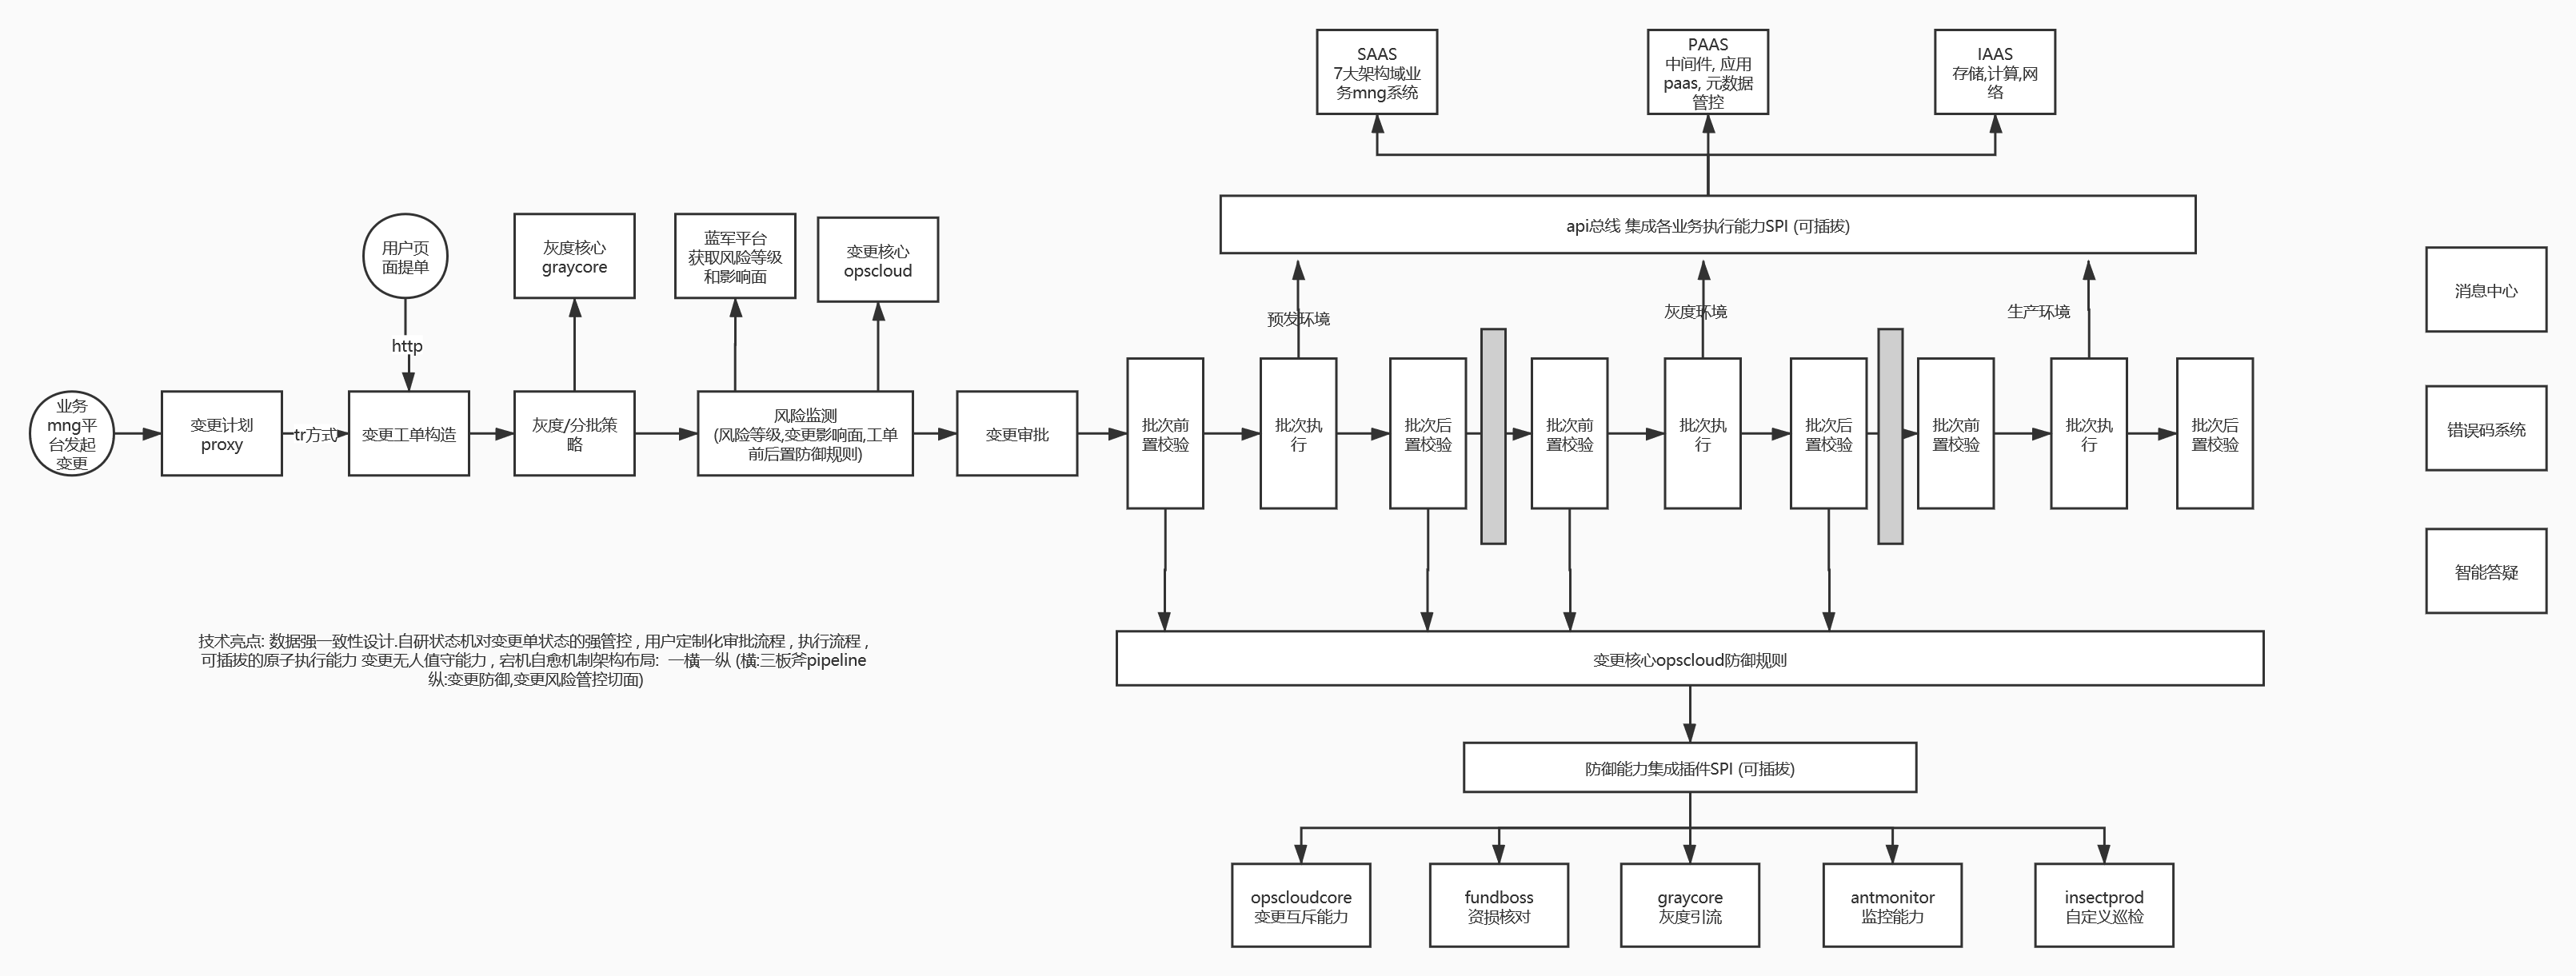 SAAS
7大架构域业
务mng系统
PAAS
中间件, 应用
paas, 元数据
管控
IAAS
存储,计算,网
络
api总线 集成各业务执行能力SPI (可插拔)
用户页
面提单
灰度核心
graycore
蓝军平台
获取风险等级
和影响面
变更核心
opscloud
消息中心
预发环境
灰度环境
生产环境
http
业务
mng平
台发起
变更
变更计划
proxy
tr方式
变更工单构造
灰度/分批策
略
风险监测
(风险等级,变更影响面,工单
前后置防御规则)
变更审批
批次前
置校验
批次执
行
批次后
置校验
批次前
置校验
批次执
行
批次后
置校验
批次前
置校验
批次执
行
批次后
置校验
错误码系统
智能答疑
技术亮点: 数据强一致性设计.自研状态机对变更单状态的强管控 , 用户定制化审批流程 , 执行流程 ,
可插拔的原子执行能力 变更无人值守能力 , 宕机自愈机制架构布局: 一横一纵 (横:三板斧pipeline
纵:变更防御,变更风险管控切面)
变更核心opscloud防御规则
防御能力集成插件SPI (可插拔)
opscloudcore
变更互斥能力
fundboss
资损核对
graycore
灰度引流
antmonitor
监控能力
insectprod
自定义巡检